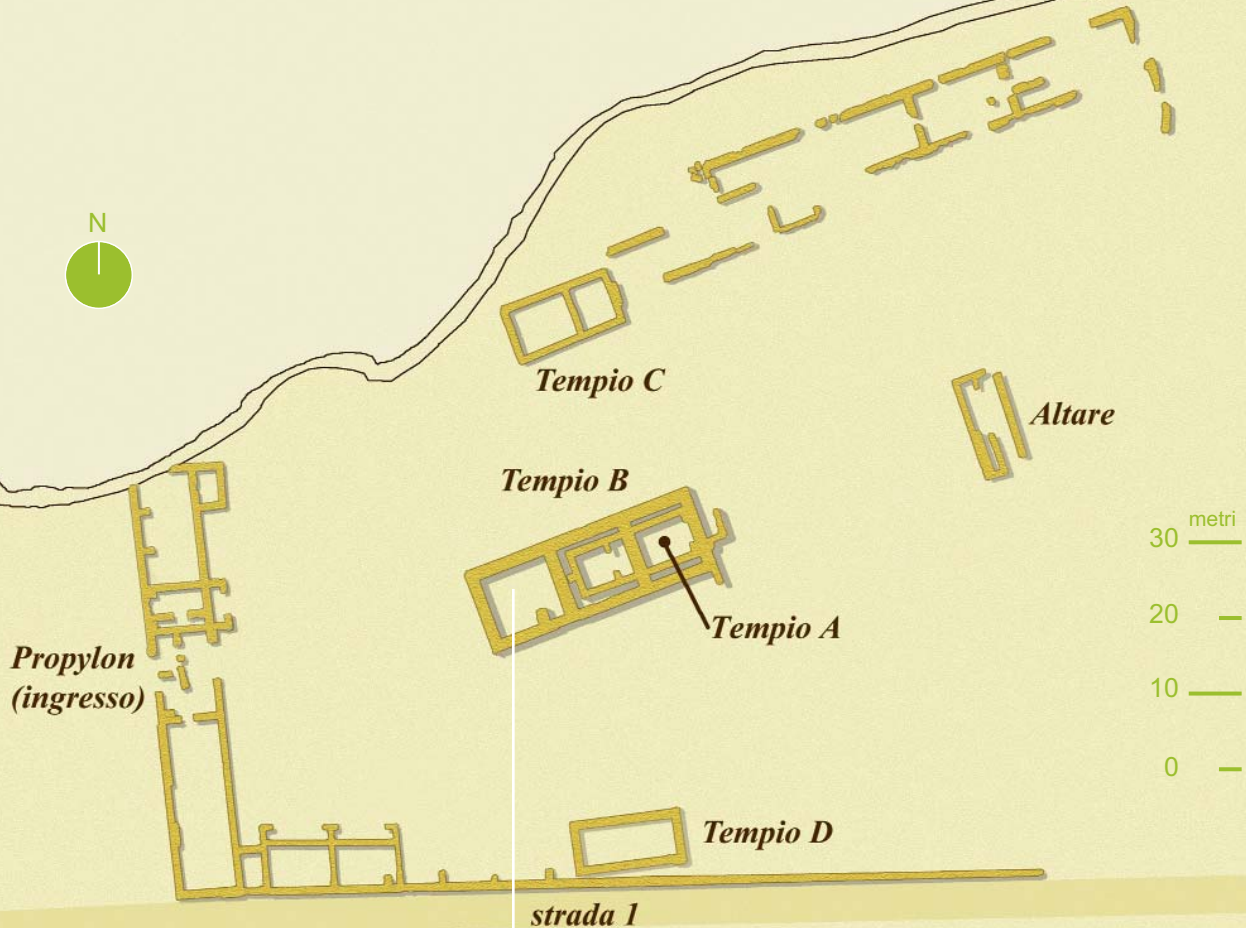 N
Tempio C
Altare
Tempio B
metri
30
20
Tempio A
Propylon
(ingresso)
10
0
Tempio D
strada 1